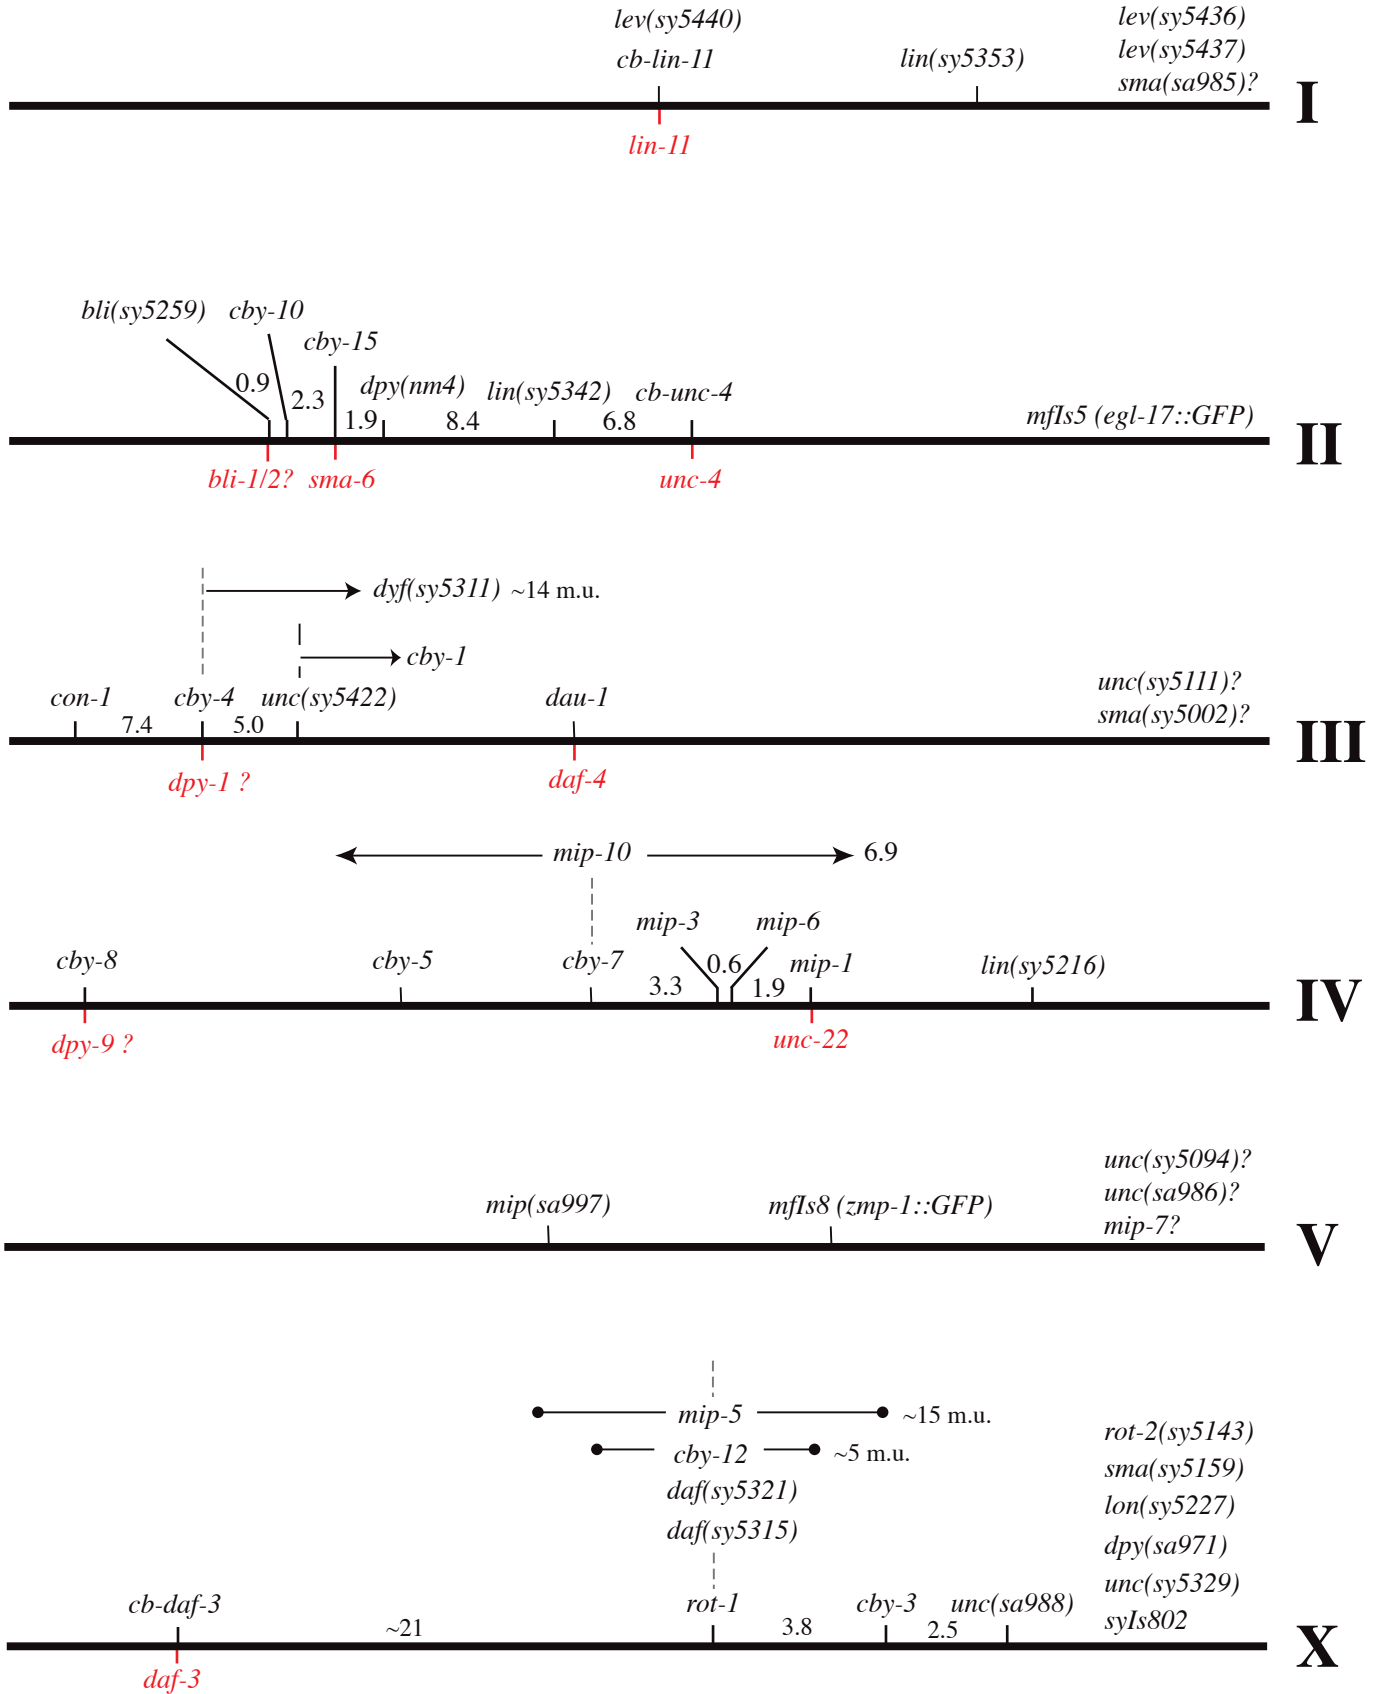 lev(sy5440)
cb-lin-11
lin(sy5353)
lev(sy5436)
lev(sy5437)
sma(sa985)?
I
lin-11
bli(sy5259)
cby-10
cby-15
dpy(nm4)
lin(sy5342)
cb-unc-4
mfIs5 (egl-17::GFP)
0.9
2.3
1.9
8.4
6.8
II
bli-1/2?
sma-6
unc-4
dyf(sy5311) ~14 m.u.
cby-1
con-1
cby-4
unc(sy5422)
dau-1
unc(sy5111)?
sma(sy5002)?
7.4
5.0
III
dpy-1 ?
daf-4
mip-10
6.9
mip-3
mip-6
cby-8
cby-5
cby-7
mip-1
lin(sy5216)
3.3
0.6
1.9
IV
dpy-9 ?
unc-22
mip(sa997)
mfIs8 (zmp-1::GFP)
unc(sy5094)?
unc(sa986)?
mip-7?
V
mip-5
~15 m.u.
cby-12
~5 m.u.
daf(sy5321)
daf(sy5315)
rot-2(sy5143)
sma(sy5159)
lon(sy5227)
dpy(sa971)
unc(sy5329)
syIs802
cb-daf-3
rot-1
cby-3
unc(sa988)
~21
3.8
2.5
X
daf-3